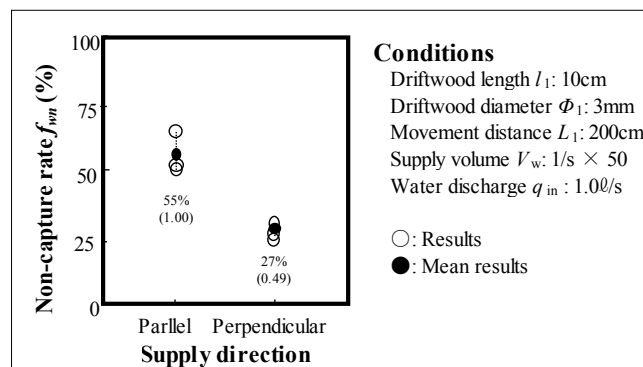 Non-capture rate fwn (%)
100
75
50
25
0
55%
(1.00)
27%
(0.49)
Parllel Perpendicular
Supply direction
Conditions
Driftwood length l1: 10cm
Driftwood diameter Φ1: 3mm
Movement distance L1: 200cm
Supply volume Vw: 1/s × 50
Water discharge q in : 1.0ℓ/s
○: Results
●: Mean results